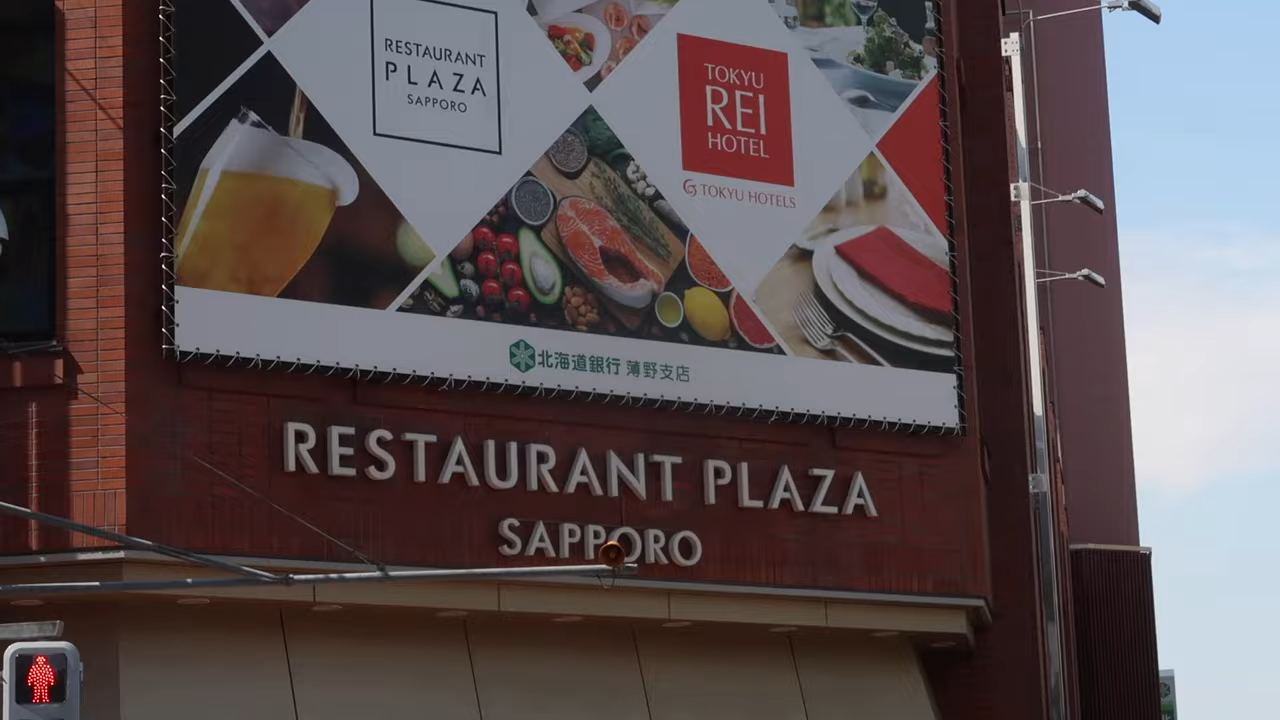 RESTAURANT
PLAZA
SAPPORO
TOKYU
REI
HOTEL
TOKYU HOTELS
北海道銀行 薄野支店
RESTAURANT PLAZA
SAPPORO